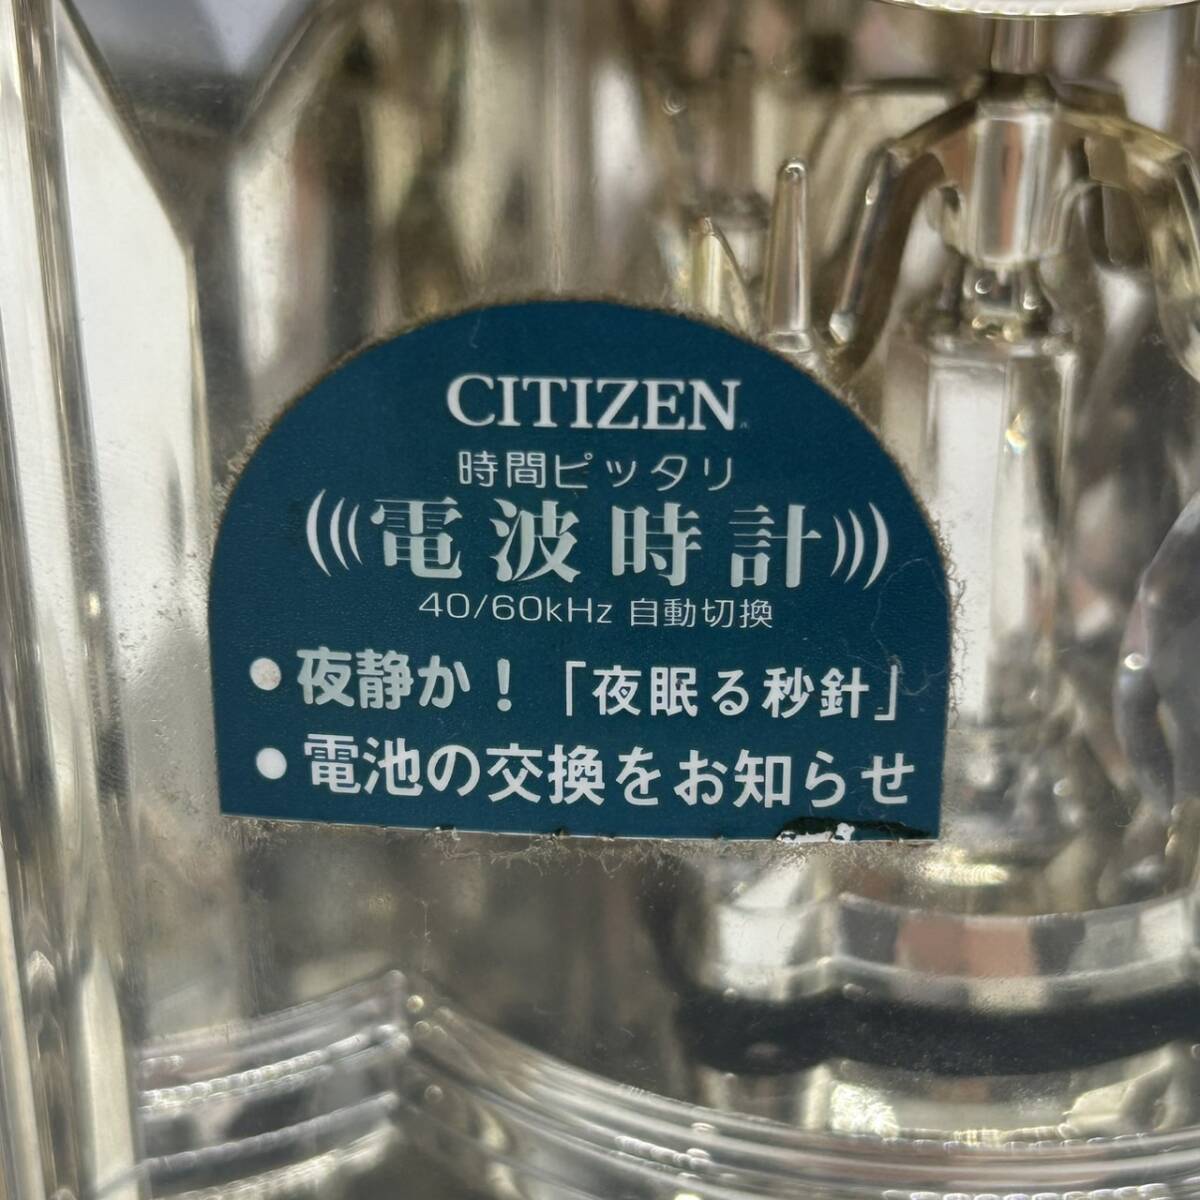 CITIZEN
時間ピッタリ
電波時計
40/60kHz 自動切換
●夜静か！「夜眠る秒針」
●電池の交換をお知らせ